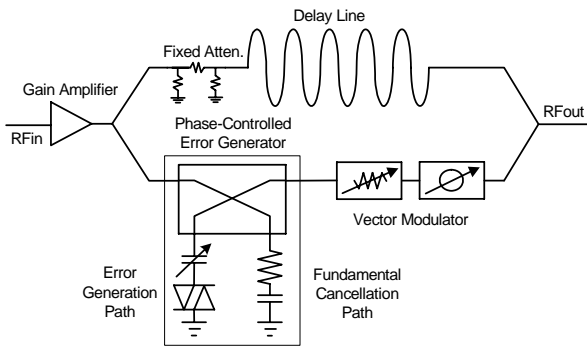 Delay Line
Fixed Atten.
Gain Amplifier
RFin
RFout
Phase-Controlled
Error Generator
Vector Modulator
Error
Generation
Path
Fundamental
Cancellation
Path